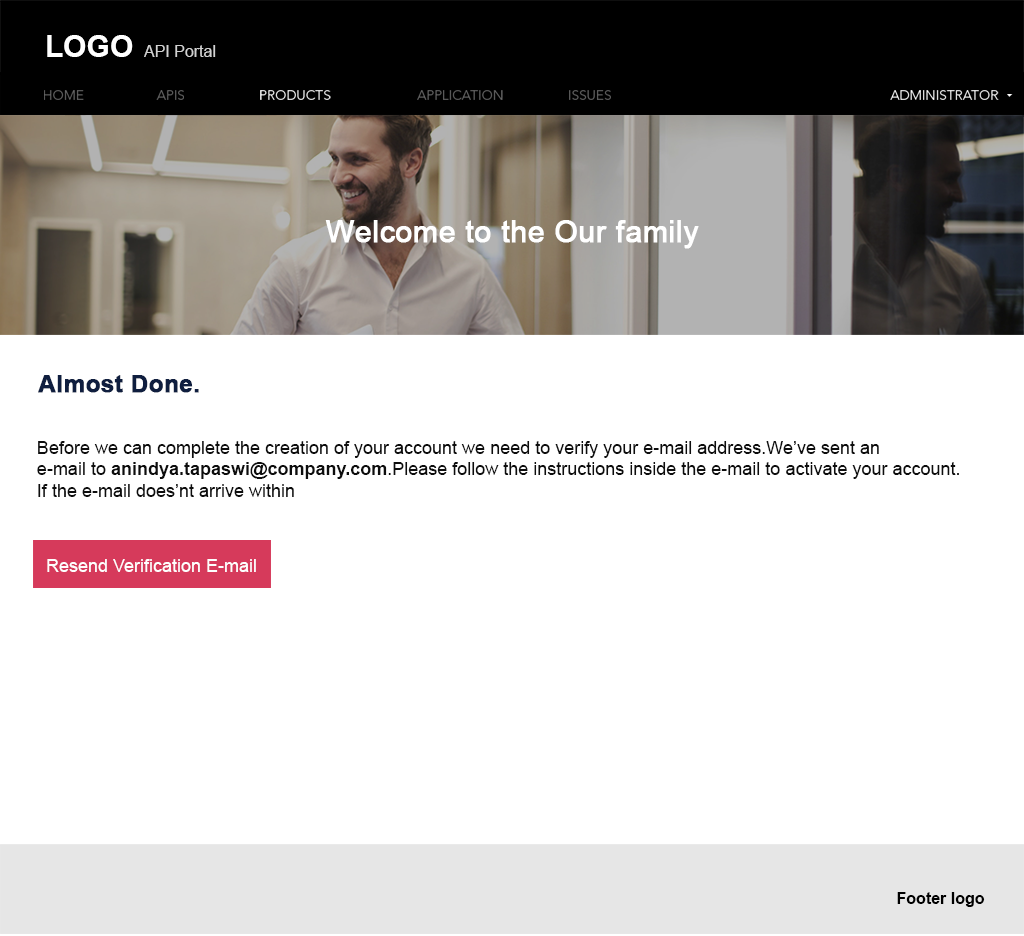 LOGO API Portal
HOME APIS PRODUCTS APPLICATION ISSUES ADMINISTRATOR
Welcome to the Our family
Almost Done.
Before we can complete the creation of your account we need to verify your e-mail address.We’ve sent an
e-mail to anindya.tapaswi@company.com.Please follow the instructions inside the e-mail to activate your account.
If the e-mail does’nt arrive within
Resend Verification E-mail
Footer logo